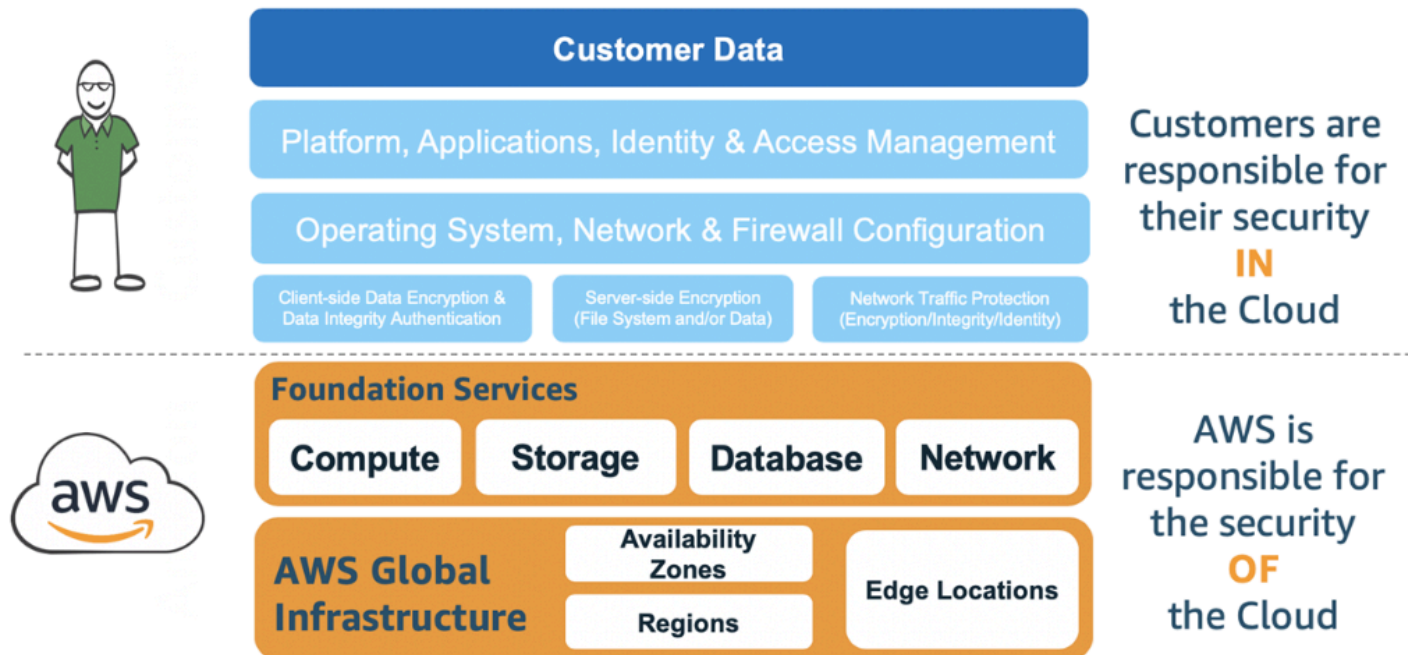 Customer Data
Platform, Applications, Identity & Access Management
Operating System, Network & Firewall Configuration
Client-side Data Encryption &
Data Integrity Authentication
Server-side Encryption
(File System and/or Data)
Network Traffic Protection
(Encryption/Integrity/Identity)
Customers are
responsible for
their security
IN
the Cloud
aws
Foundation Services
Compute
Storage
Database
Network
AWS Global
Infrastructure
Availability
Zones
Regions
Edge Locations
AWS is
responsible for
the security
OF
the Cloud